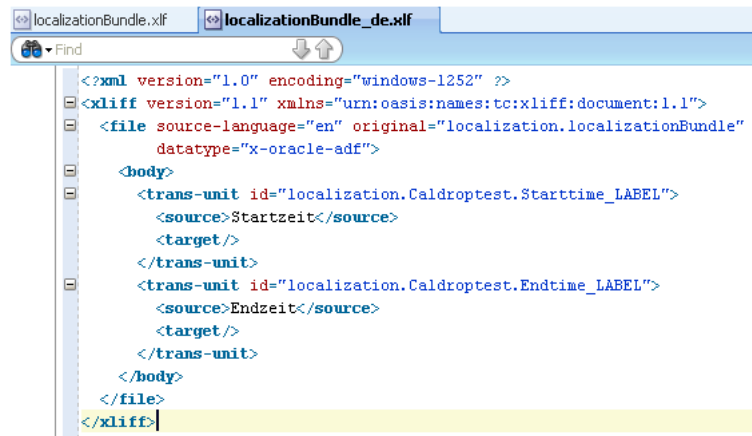 localizationBundle.xlf localizationBundle_de.xlf
Find
<?xml version="1.0" encoding="windows-1252" ?>
<xliff version="1.1" xmlns="urn:oasis:names:tc:xliff:document:1.1">
<file source-language="en" original="localization.localizationBundle"
datatype="x-oracle-adf">
<body>
<trans-unit id="localization.Caldroptest.Starttime_LABEL">
<source>Startzeit</source>
<target/>
</trans-unit>
<trans-unit id="localization.Caldroptest.Endtime_LABEL">
<source>Endzeit</source>
<target/>
</trans-unit>
</body>
</file>
</xliff>